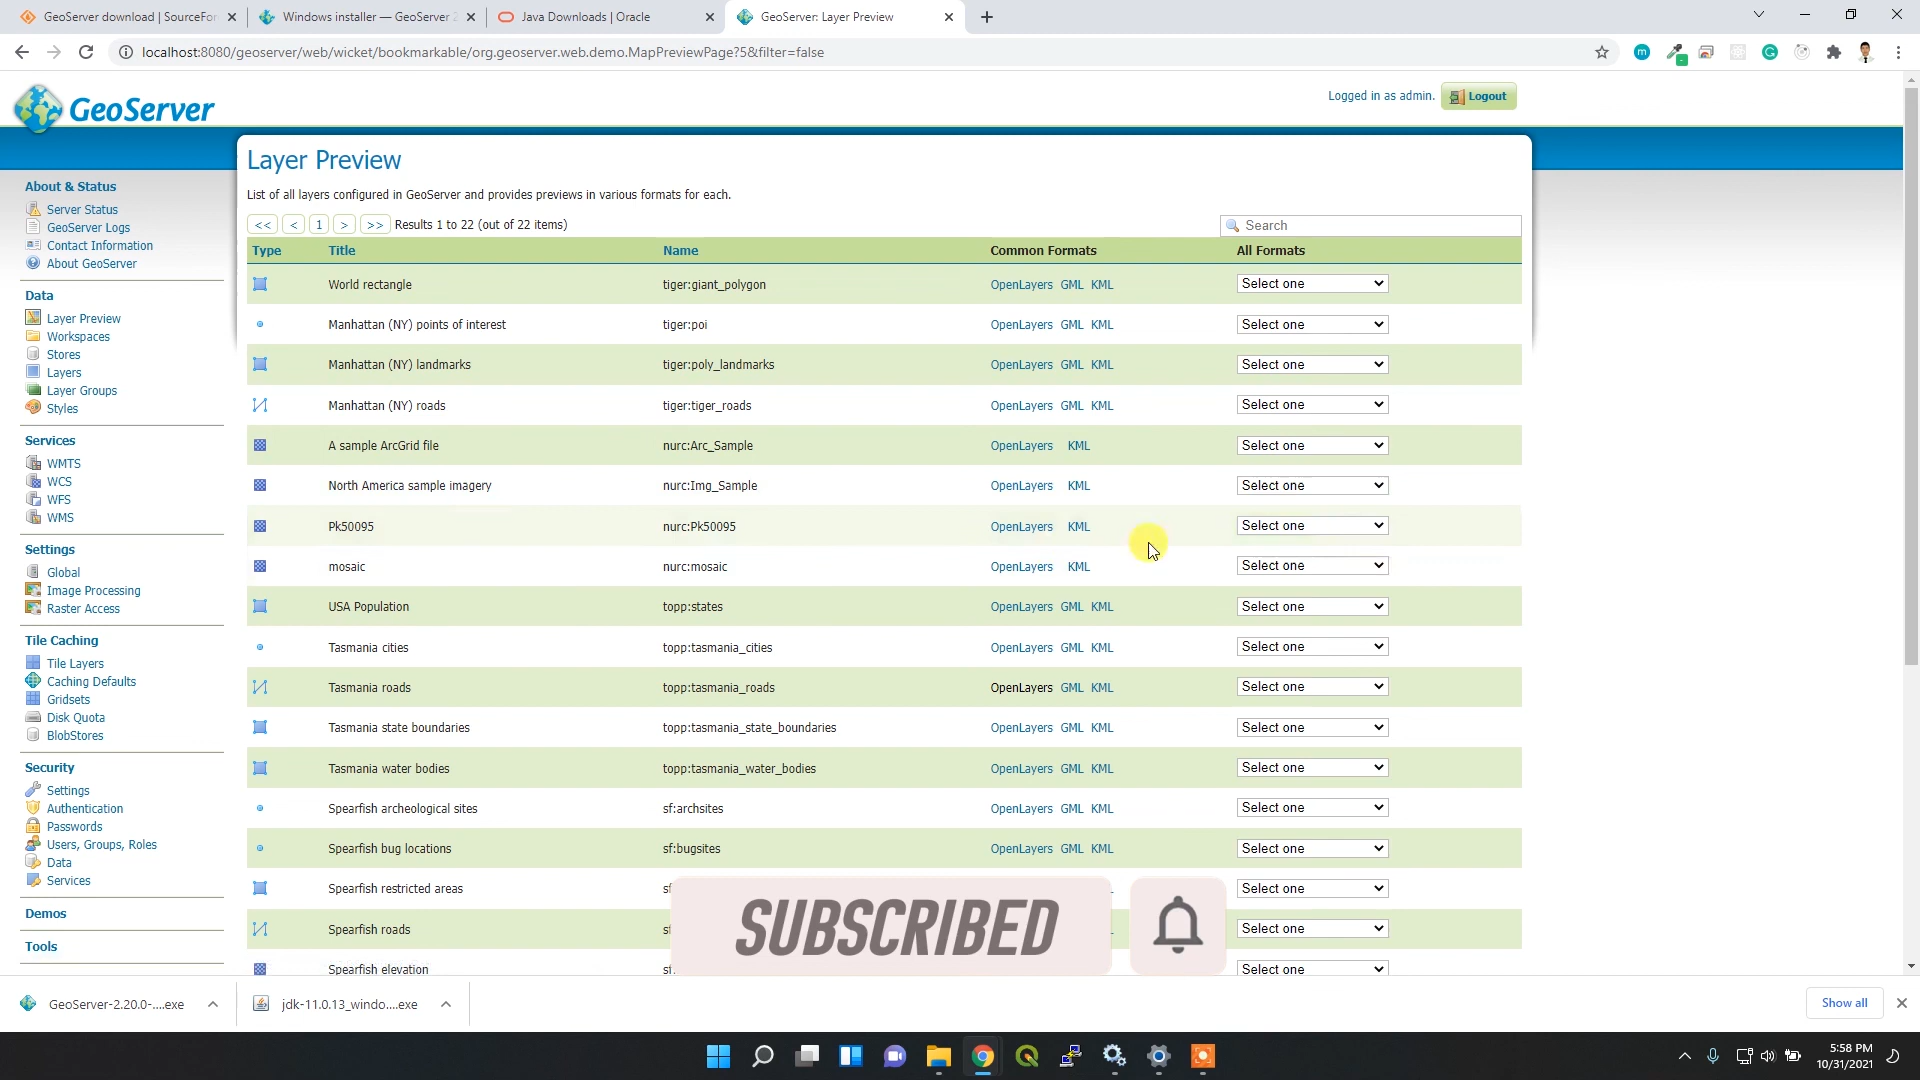 GeoServer download | SourceFor
Windows installer — GeoServer 2
Java Downloads | Oracle
GeoServer: Layer Preview
localhost:8080/geoserver/web/wicket/bookmarkable/org.geoserver.web.demo.MapPreviewPage?5&filter=false
GeoServer
Logged in as admin.
Logout
Layer Preview
List of all layers configured in GeoServer and provides previews in various formats for each.
<< < 1 > >> Results 1 to 22 (out of 22 items)
Search
Type Title Name Common Formats All Formats
World rectangle tiger:giant_polygon OpenLayers GML KML Select one
Manhattan (NY) points of interest tiger:poi OpenLayers GML KML Select one
Manhattan (NY) landmarks tiger:poly_landmarks OpenLayers GML KML Select one
Manhattan (NY) roads tiger:tiger_roads OpenLayers GML KML Select one
A sample ArcGrid file nurc:Arc_Sample OpenLayers KML Select one
North America sample imagery nurc:Img_Sample OpenLayers KML Select one
Pk50095 nurc:Pk50095 OpenLayers KML Select one
mosaic nurc:mosaic OpenLayers KML Select one
USA Population topp:states OpenLayers GML KML Select one
Tasmania cities topp:tasmania_cities OpenLayers GML KML Select one
Tasmania roads topp:tasmania_roads OpenLayers GML KML Select one
Tasmania state boundaries topp:tasmania_state_boundaries OpenLayers GML KML Select one
Tasmania water bodies topp:tasmania_water_bodies OpenLayers GML KML Select one
Spearfish archeological sites sf:archsites OpenLayers GML KML Select one
Spearfish bug locations sf:bugsites OpenLayers GML KML Select one
Spearfish restricted areas Select one
Spearfish roads Select one
Spearfish elevation Select one
About & Status
Server Status
GeoServer Logs
Contact Information
About GeoServer
Data
Layer Preview
Workspaces
Stores
Layers
Layer Groups
Styles
Services
WMTS
WCS
WFS
WMS
Settings
Global
Image Processing
Raster Access
Tile Caching
Tile Layers
Caching Defaults
Gridsets
Disk Quota
BlobStores
Security
Settings
Authentication
Passwords
Users, Groups, Roles
Data
Services
Demos
Tools
SUBSCRIBED
GeoServer-2.20.0-....exe
jdk-11.0.13_windo....exe
Show all
5:58 PM
10/31/2021